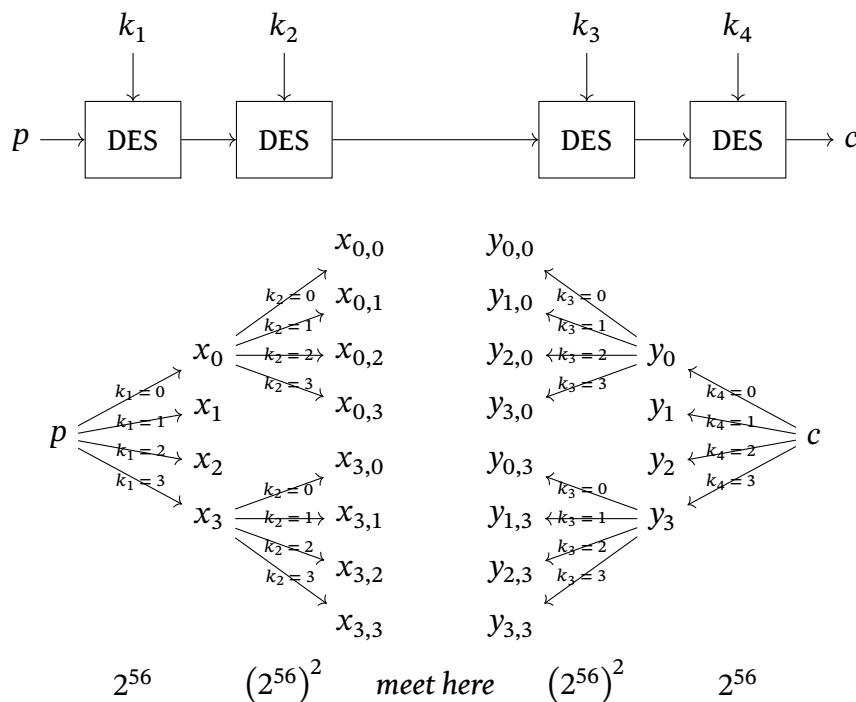 k₁ k₂ k₃ k₄
p DES DES DES DES c
x₀,₀ y₀,₀
k₂ = 0 k₃ = 0
x₀,₁ y₁,₀
k₂ = 1 k₃ = 1
x₀ x₀,₂ k₂ = 2 y₂,₀ k₃ = 2 y₀
k₂ = 3 k₃ = 3
k₁ = 0 x₀,₃ y₃,₀ k₄ = 0
x₁ y₁
k₁ = 1 k₄ = 1
p c
k₁ = 2 k₄ = 2
x₂ x₃,₀ y₀,₃ y₂
k₁ = 3 k₂ = 0 k₃ = 0 k₄ = 3
x₃ k₂ = 1 x₃,₁ y₁,₃ k₃ = 1 y₃
k₂ = 2 k₃ = 2
x₃,₂ y₂,₃
k₂ = 3 k₃ = 3
x₃,₃ y₃,₃
2⁵⁶ (2⁵⁶)² meet here (2⁵⁶)² 2⁵⁶